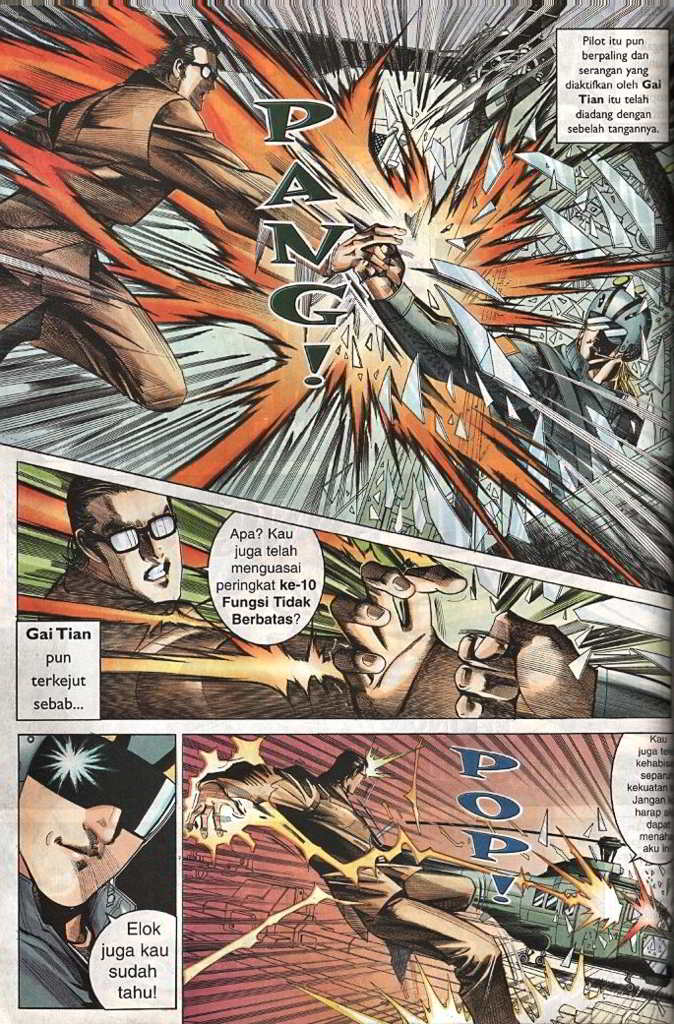 Pilot itu pun
berpaling dan
serangan yang
diaktifkan oleh Gai
Tian itu telah
diadang dengan
sebelah tangannya.
PANG!
Apa? Kau
juga telah
menguasai
peringkat ke-10
Fungsi Tidak
Berbatas?
Gai Tian
pun
terkejut
sebab...
Elok
juga kau
sudah
tahu!
POP!
Kau
juga
kekuatan
Jangan
harap
dapat
aku